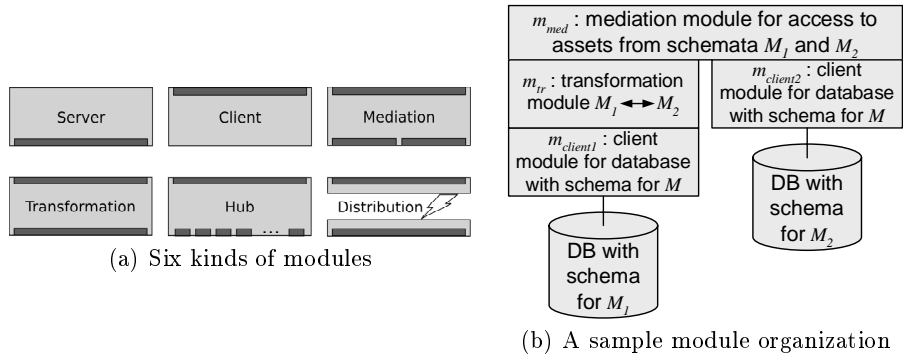 Server
Client
Mediation
Transformation
Hub
...
Distribution
(a) Six kinds of modules
m_med : mediation module for access to
assets from schemata M_1 and M_2
m_tr : transformation
module M_1 ↔ M_2
m_client2 : client
module for database
with schema for M
m_client1 : client
module for database
with schema for M
DB with
schema
for M_2
DB with
schema
for M_1
(b) A sample module organization